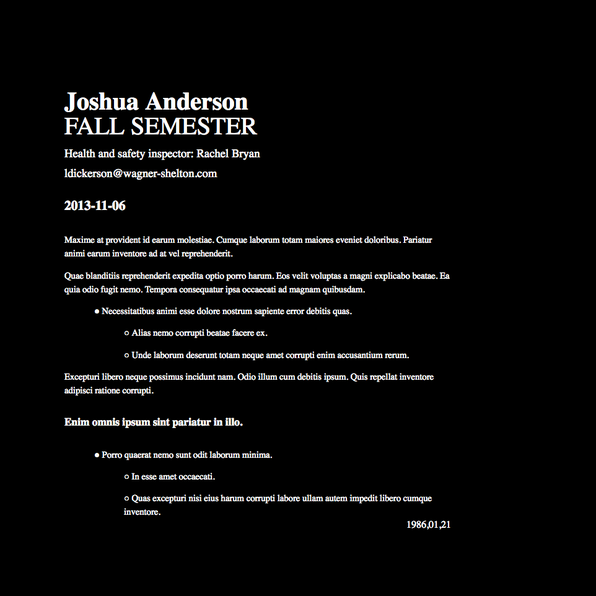 Joshua Anderson
FALL SEMESTER
Health and safety inspector: Rachel Bryan
ldickerson@wagner-shelton.com
2013-11-06
Maxime at provident id earum molestiae. Cumque laborum totam maiores eveniet doloribus. Pariatur
animi earum inventore ad at vel reprehenderit.
Quae blanditiis reprehenderit expedita optio porro harum. Eos velit voluptas a magni explicabo beatae. Ea
quia odio fugit nemo. Tempora consequatur ipsa occaecati ad magnam quibusdam.
● Necessitatibus animi esse dolore nostrum sapiente error debitis quas.
○ Alias nemo corrupti beatae facere ex.
○ Unde laborum deserunt totam neque amet corrupti enim accusantium rerum.
Excepturi libero neque possimus incidunt nam. Odio illum cum debitis ipsum. Quis repellat inventore
adipisci ratione corrupti.
Enim omnis ipsum sint pariatur in illo.
● Porro quaerat nemo sunt odit laborum minima.
○ In esse amet occaecati.
○ Quas excepturi nisi eius harum corrupti labore ullam autem impedit libero cumque
inventore.
1986,01,21